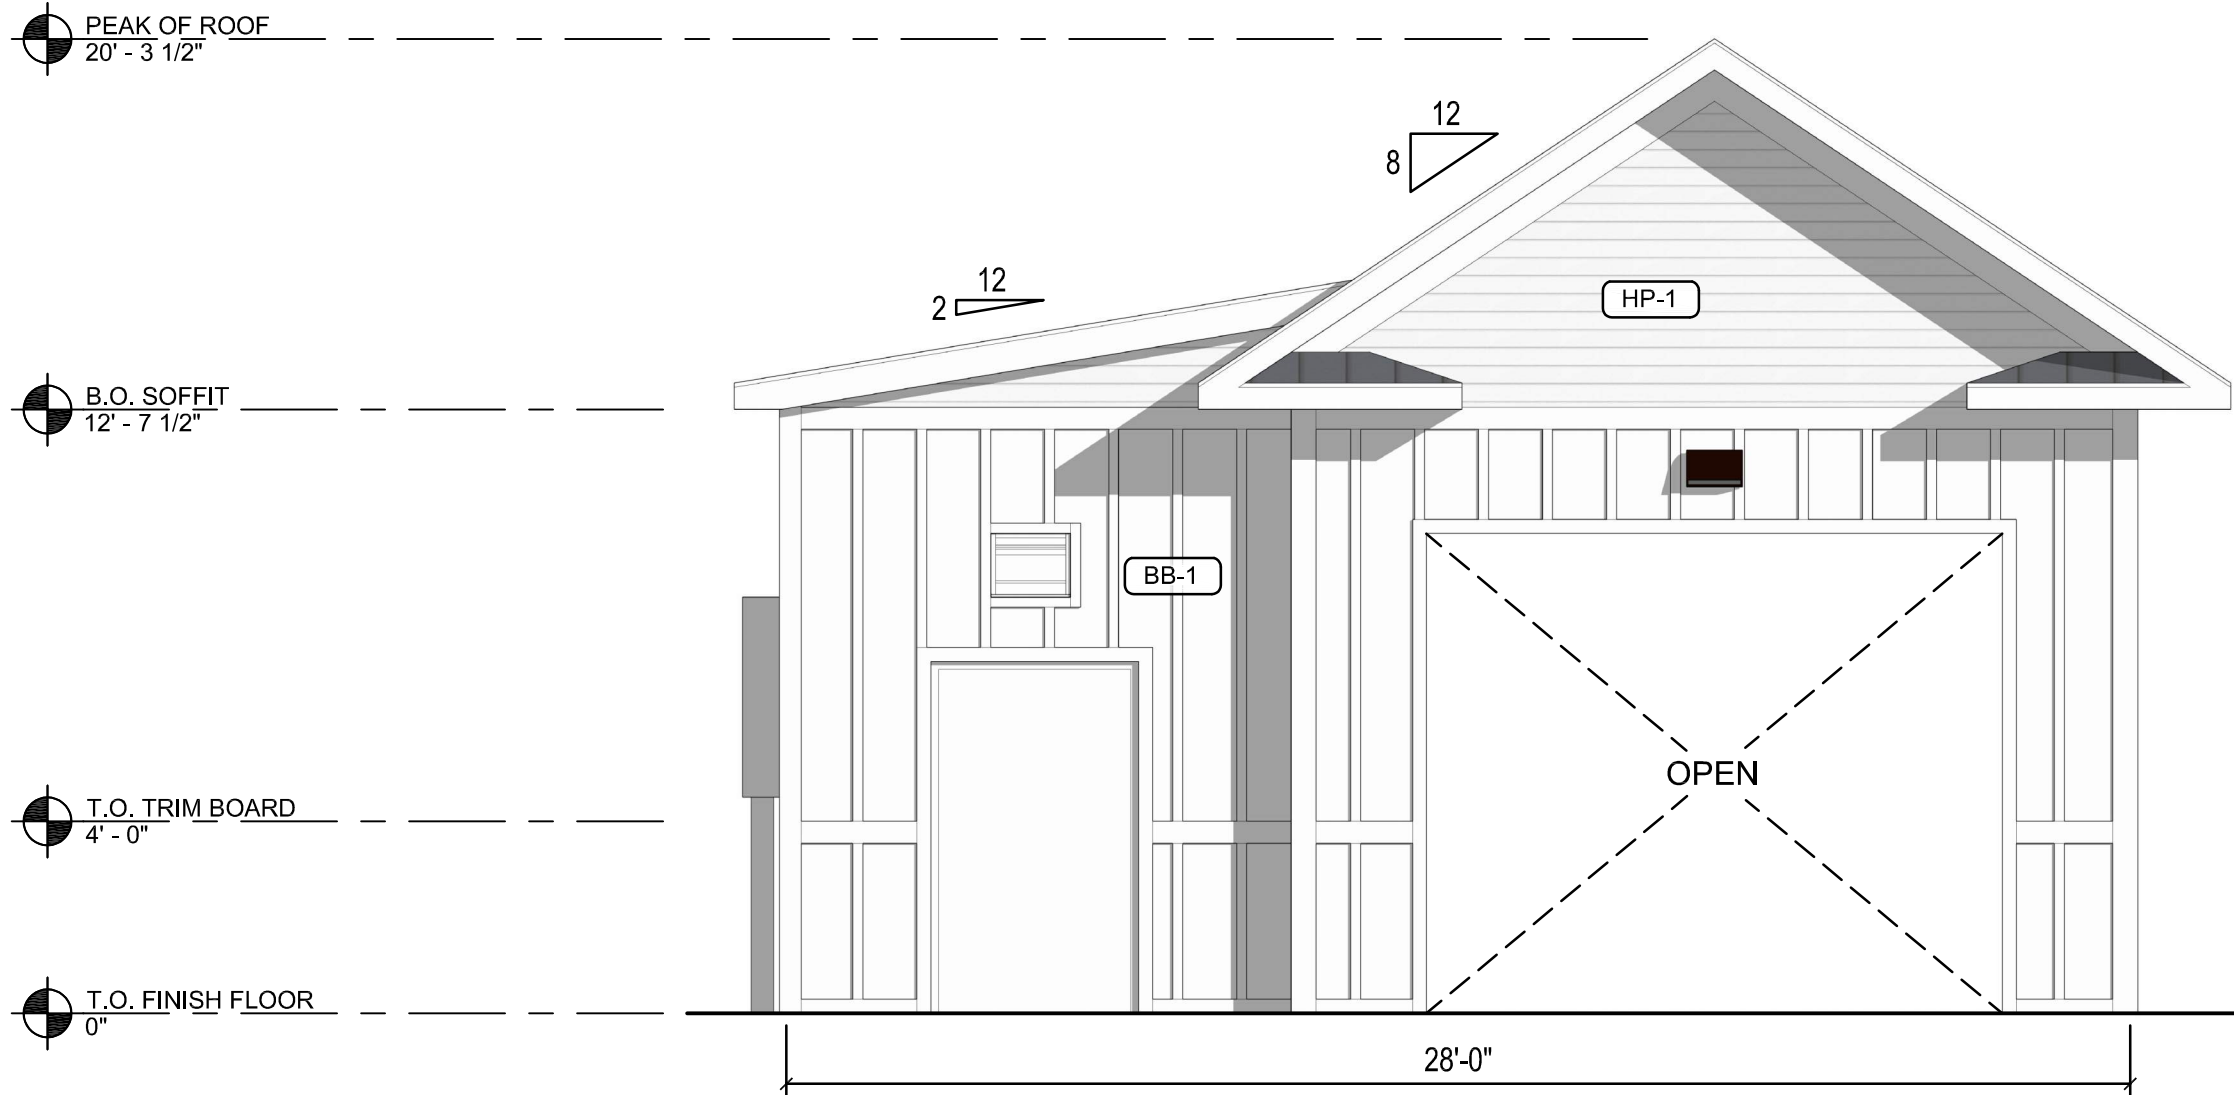 PEAK OF ROOF
20' - 3 1/2"
12
8
12
2
HP-1
B.O. SOFFIT
12' - 7 1/2"
BB-1
OPEN
T.O. TRIM BOARD
4' - 0"
T.O. FINISH FLOOR
0"
28'-0"